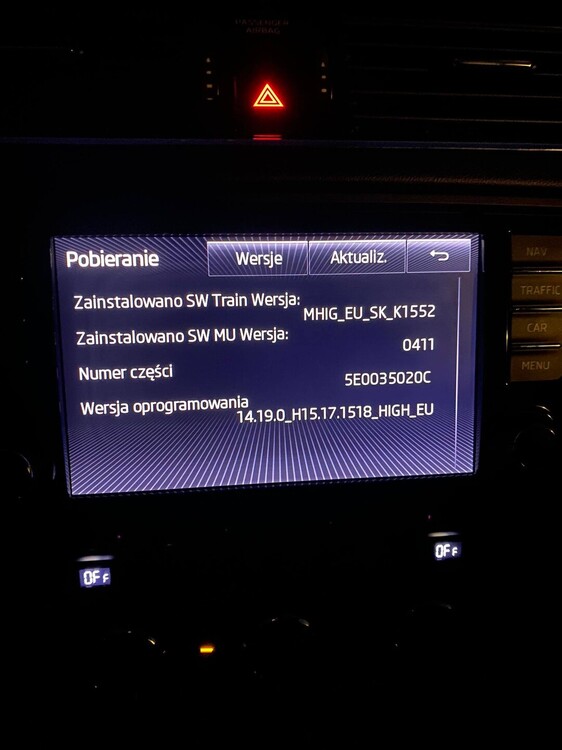 PASSENGER
AIRBAG
Pobieranie
Wersje
Aktualiz.
Zainstalowano SW Train Wersja:
MHIG_EU_SK_K1552
Zainstalowano SW MU Wersja:
0411
Numer części
5E0035020C
Wersja oprogramowania
14.19.0_H15.17.1518_HIGH_EU
NAV
TRAFFIC
CAR
MENU
OFF
OFF